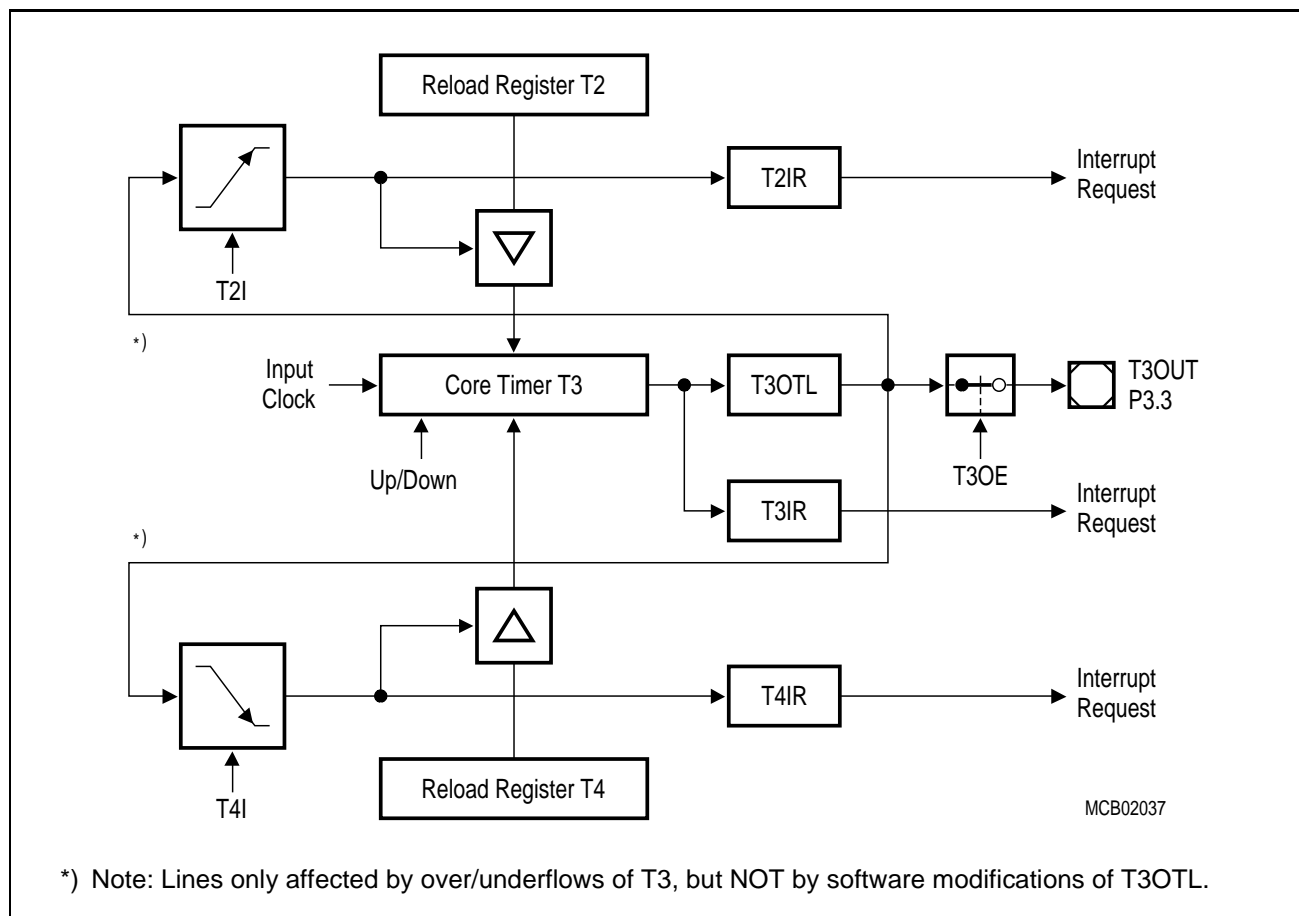 Reload Register T2
T2IR
Interrupt
Request
T2I
*)
Input
Clock
Core Timer T3
T3OTL
T3OUT
P3.3
Up/Down
T3OE
T3IR
Interrupt
Request
*)
T4IR
Interrupt
Request
T4I
Reload Register T4
MCB02037
*) Note: Lines only affected by over/underflows of T3, but NOT by software modifications of T3OTL.